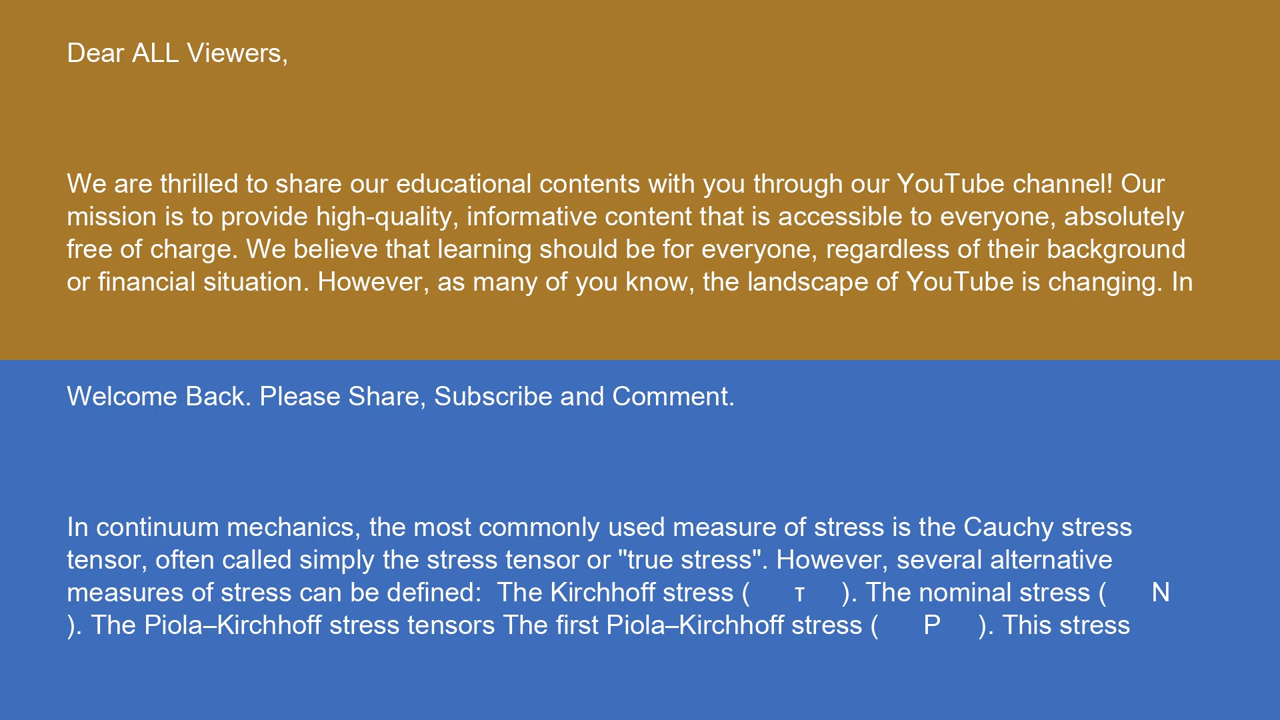 Dear ALL Viewers,
We are thrilled to share our educational contents with you through our YouTube channel! Our
mission is to provide high-quality, informative content that is accessible to everyone, absolutely
free of charge. We believe that learning should be for everyone, regardless of their background
or financial situation. However, as many of you know, the landscape of YouTube is changing. In
Welcome Back. Please Share, Subscribe and Comment.
In continuum mechanics, the most commonly used measure of stress is the Cauchy stress
tensor, often called simply the stress tensor or "true stress". However, several alternative
measures of stress can be defined:  The Kirchhoff stress (      τ     ). The nominal stress (      N
). The Piola–Kirchhoff stress tensors The first Piola–Kirchhoff stress (      P     ). This stress